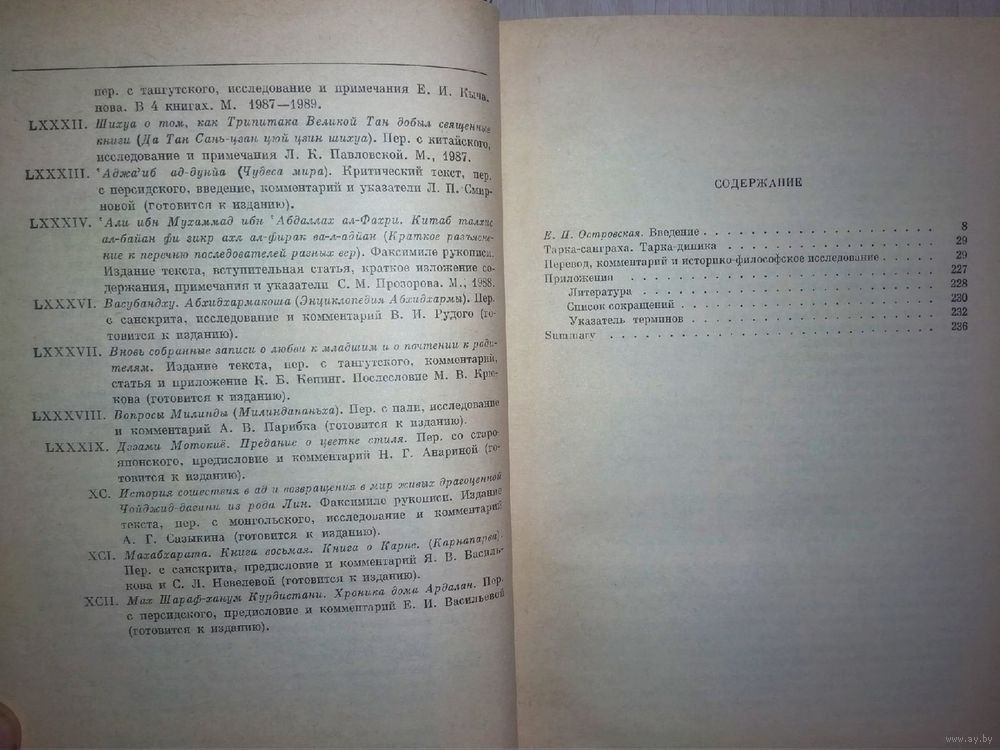 пер. с тангутского, исследование и примечания Е. И. Кыча-
нова. В 4 книгах. М. 1987—1989.
LXXXII. Шихуа о том, как Трипитака Великой Тан добыл священные
книги (Да Тан Сань-цзан цюй цзин шихуа). Пер. с китайского,
исследование и примечания Л. К. Павловской. М., 1987.
LXXXIII. ʻАджаʼиб ад-дунйа (Чудеса мира). Критический текст, пер.
с персидского, введение, комментарий и указатели Л. П. Смир-
новой (готовится к изданию).
LXXXIV. ʻАли ибн Мухаммад ибн ʻАбдаллах ал-Фахри. Китаб талхис
ал-байан фи зикр ахл ал-фирак ва-л-адйан (Краткое разъясне-
ние к перечню последователей разных вер). Факсимиле рукописи.
Издание текста, вступительная статья, краткое изложение со-
держания, примечания и указатели С. М. Прозорова. М., 1988.
LXXXVI. Васубандху. Абхидхармакоша (Энциклопедия Абхидхармы). Пер.
с санскрита, исследование и комментарий В. И. Рудого (го-
товится к изданию).
LXXXVII. Вновь собранные записи о любви к младшим и о почтении к роди-
телям. Издание текста, пер. с тангутского, комментарий,
статья и приложение К. Б. Кепинг. Послесловие М. В. Крю-
кова (готовится к изданию).
LXXXVIII. Вопросы Милинды (Милиндапаньха). Пер. с пали, исследование
и комментарий А. В. Парибка (готовится к изданию).
LXXXIX. Дзэами Мотокиё. Предание о цветке стиля. Пер. со старо-
японского, предисловие и комментарий Н. Г. Анариной (го-
товится к изданию).
XC. История сошествия в ад и возвращения в мир живых драгоценной
Чойджид-дагини из рода Лин. Факсимиле рукописи. Издание
текста, пер. с монгольского, исследование и комментарий
А. Г. Сазыкина (готовится к изданию).
XCI. Махабхарата. Книга восьмая. Книга о Карне. (Карнапарва).
Пер. с санскрита, предисловие и комментарий Я. В. Василь-
кова и С. Л. Невелевой (готовится к изданию).
XCII. Мах Шараф-ханум Курдистани. Хроника дома Ардалан. Пер.
с персидского, предисловие и комментарий Е. И. Васильевой
(готовится к изданию).
СОДЕРЖАНИЕ
Е. П. Островская. Введение . . . . . . . . . . . . . . . . 8
Тарка-санграха. Тарка-дипика . . . . . . . . . . . . . . . 29
Перевод, комментарий и историко-философское исследование . . . . . 29
Приложения . . . . . . . . . . . . . . . . . . . . . . 227
Литература . . . . . . . . . . . . . . . . . . . . 228
Список сокращений . . . . . . . . . . . . . . . . . 230
Указатель терминов . . . . . . . . . . . . . . . . . 232
Summary . . . . . . . . . . . . . . . . . . . . . . . 236
www.ay.by